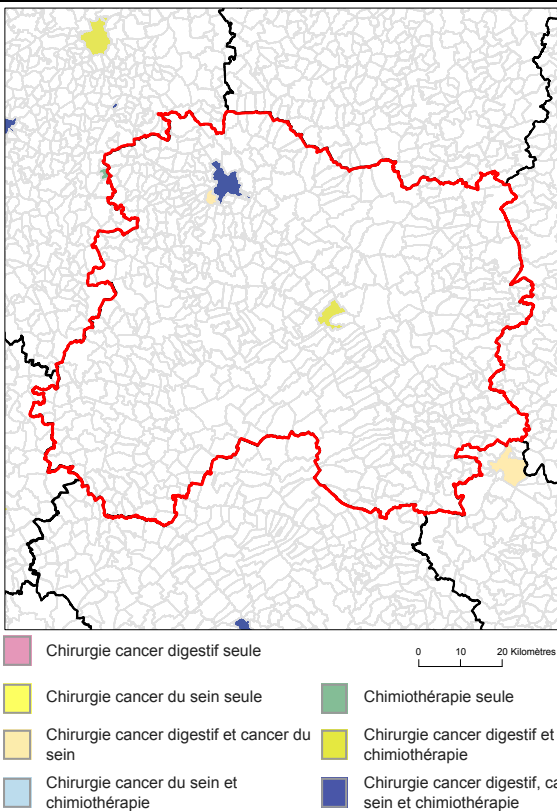 Chirurgie cancer digestif seule
0 10 20 Kilomètres
Chirurgie cancer du sein seule
Chimiothérapie seule
Chirurgie cancer digestif et cancer du
sein
Chirurgie cancer digestif et
chimiothérapie
Chirurgie cancer du sein et
chimiothérapie
Chirurgie cancer digestif, ca
sein et chimiothérapie